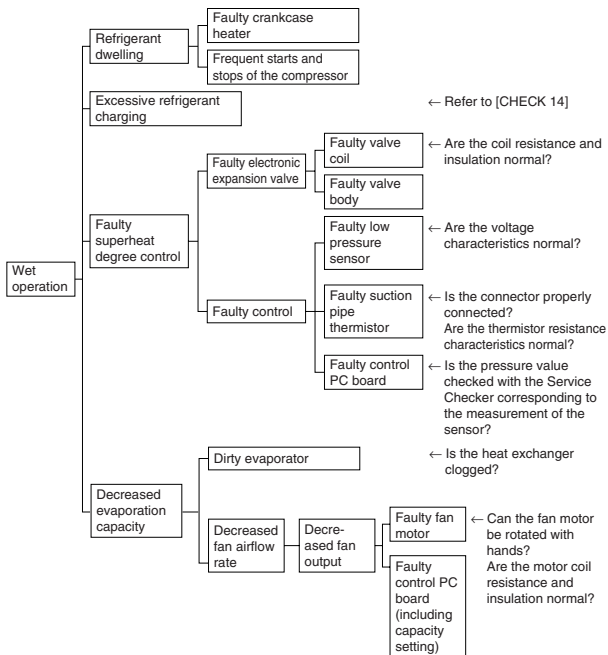 Wet
operation
Refrigerant
dwelling
Faulty crankcase
heater
Frequent starts and
stops of the compressor
Excessive refrigerant
charging
← Refer to [CHECK 14]
Faulty
superheat
degree control
Faulty electronic
expansion valve
Faulty valve
coil
← Are the coil resistance and
insulation normal?
Faulty valve
body
Faulty control
Faulty low
pressure
sensor
← Are the voltage
characteristics normal?
Faulty suction
pipe
thermistor
← Is the connector properly
connected?
Are the thermistor resistance
characteristics normal?
Faulty control
PC board
← Is the pressure value
checked with the Service
Checker corresponding to
the measurement of the
sensor?
Decreased
evaporation
capacity
Dirty evaporator
← Is the heat exchanger
clogged?
Decreased
fan airflow
rate
Decre-
ased fan
output
Faulty fan
motor
← Can the fan motor
be rotated with
hands?
Are the motor coil
resistance and
insulation normal?
Faulty
control PC
board
(including
capacity
setting)